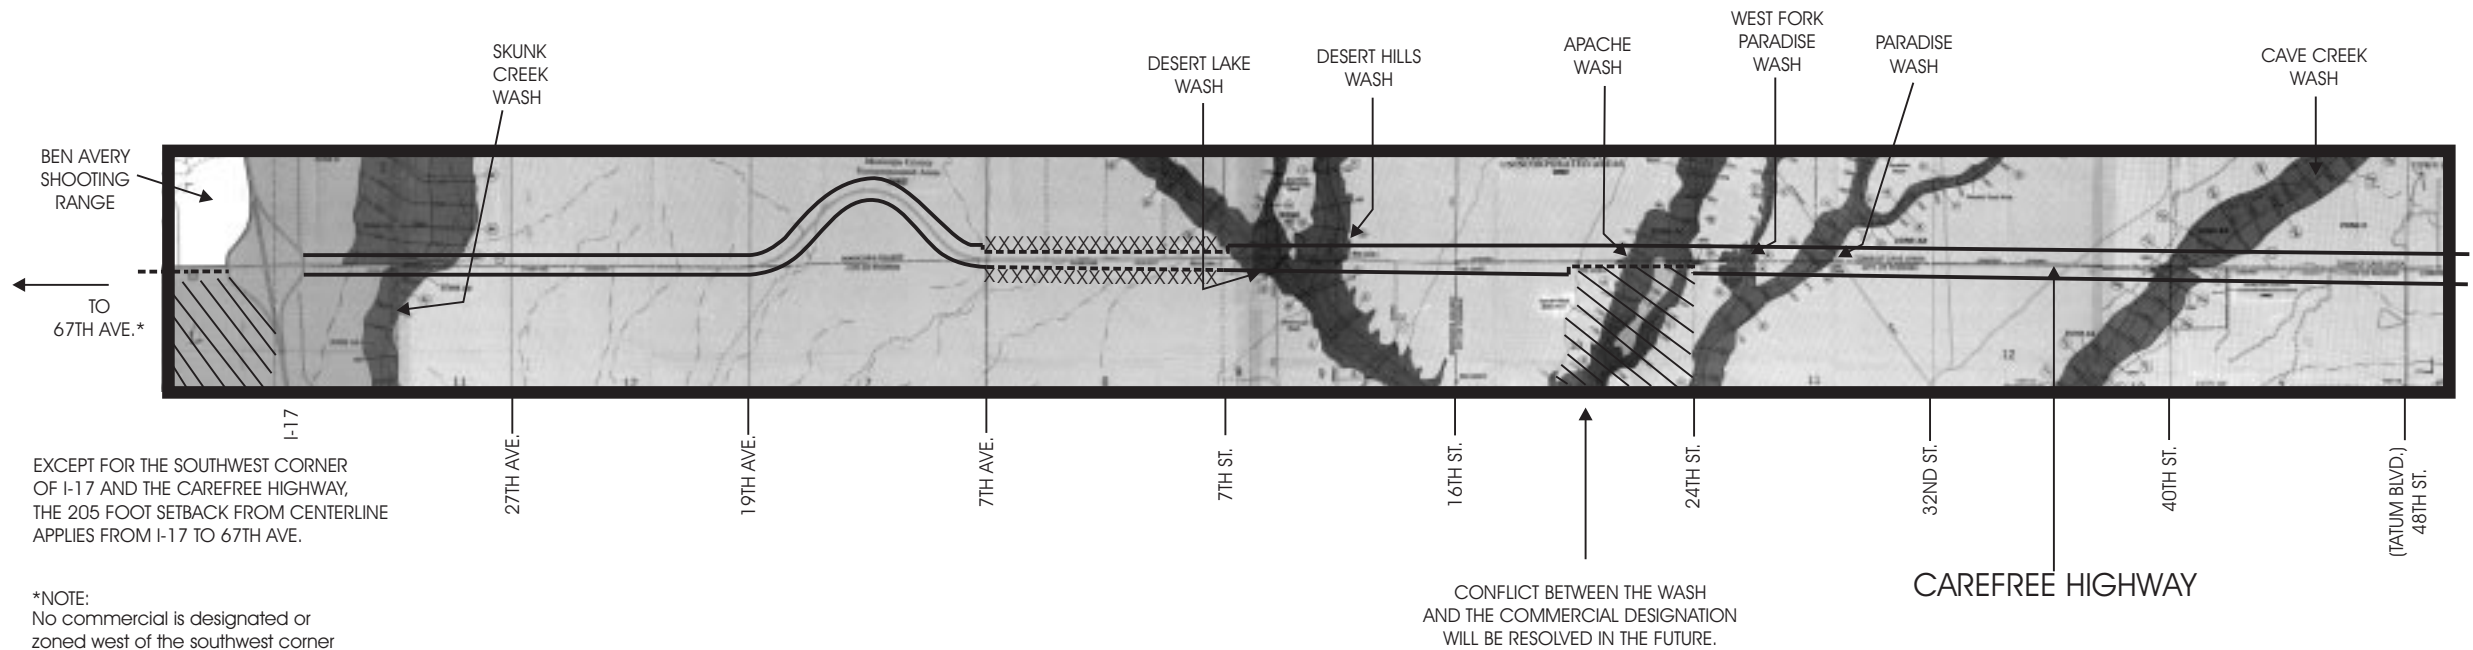 SKUNK
CREEK
WASH
DESERT LAKE
WASH
DESERT HILLS
WASH
APACHE
WASH
WEST FORK
PARADISE
WASH
PARADISE
WASH
CAVE CREEK
WASH
BEN AVERY
SHOOTING
RANGE
TO
67TH AVE.*
I-17
27TH AVE.
19TH AVE.
7TH AVE.
7TH ST.
16TH ST.
24TH ST.
32ND ST.
40TH ST.
(TATUM BLVD.)
48TH ST.
EXCEPT FOR THE SOUTHWEST CORNER
OF I-17 AND THE CAREFREE HIGHWAY,
THE 205 FOOT SETBACK FROM CENTERLINE
APPLIES FROM I-17 TO 67TH AVE.
CAREFREE HIGHWAY
CONFLICT BETWEEN THE WASH
AND THE COMMERCIAL DESIGNATION
WILL BE RESOLVED IN THE FUTURE.
*NOTE:
No commercial is designated or
zoned west of the southwest corner